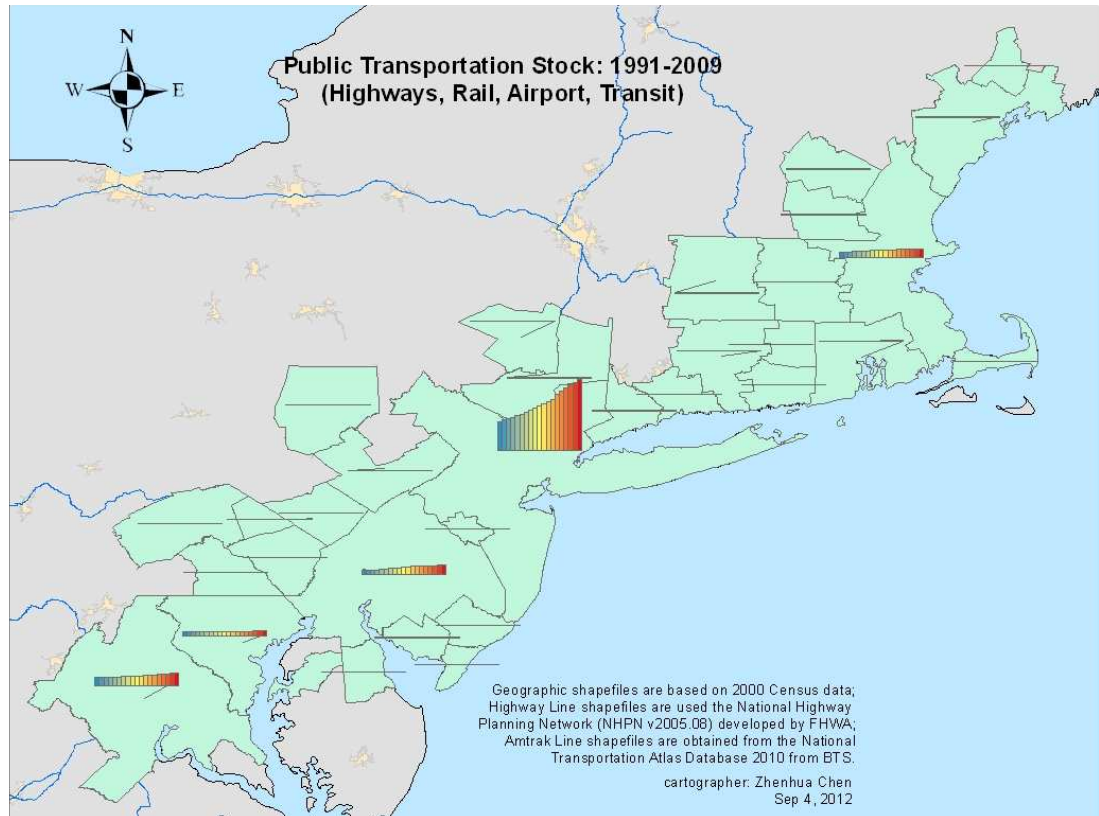 N
W E
S
Public Transportation Stock: 1991-2009
(Highways, Rail, Airport, Transit)
Geographic shapefiles are based on 2000 Census data;
Highway Line shapefiles are used the National Highway
Planning Network (NHPN v2005.08) developed by FHWA;
Amtrak Line shapefiles are obtained from the National
Transportation Atlas Database 2010 from BTS.
cartographer: Zhenhua Chen
Sep 4, 2012